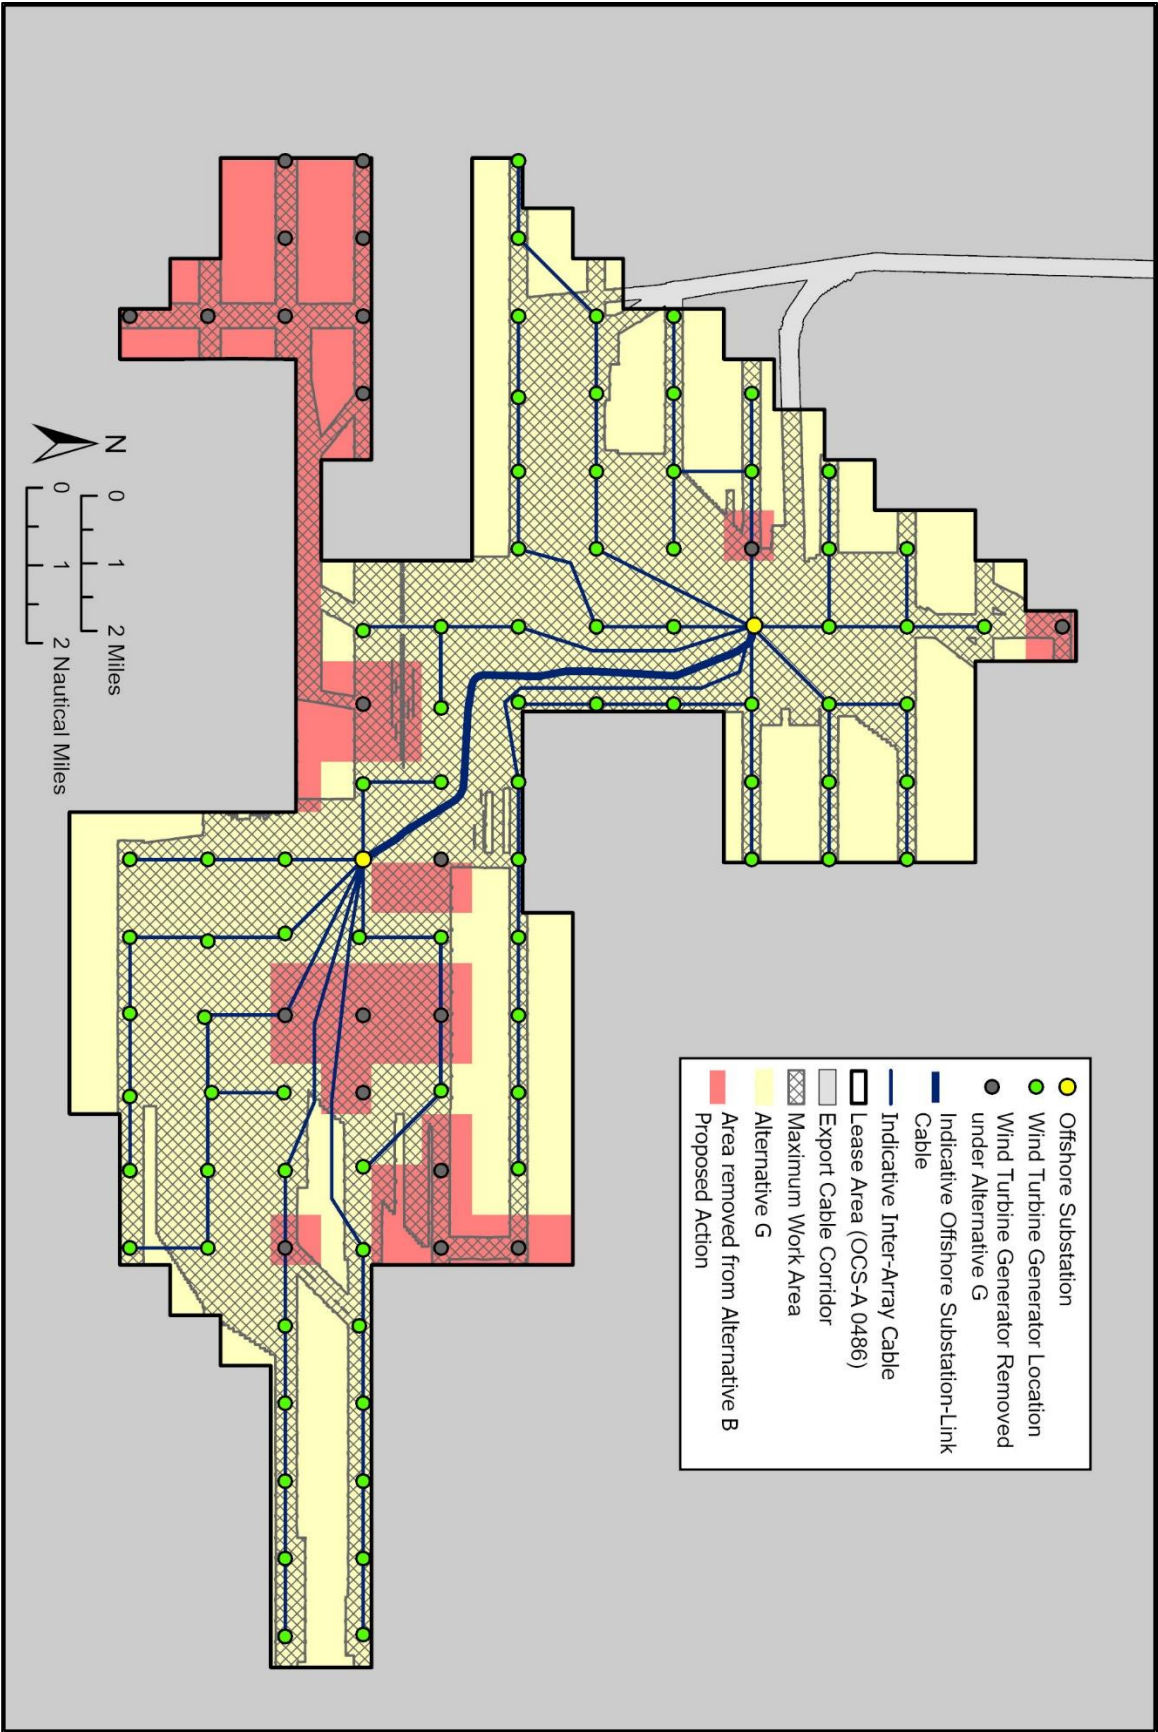 Offshore Substation
Wind Turbine Generator Location
Wind Turbine Generator Removed
under Alternative G
Indicative Offshore Substation-Link
Cable
Indicative Inter-Array Cable
Lease Area (OCS-A 0486)
Export Cable Corridor
Maximum Work Area
Alternative G
Area removed from Alternative B
Proposed Action
N
0 1 2 Miles
0 1 2 Nautical Miles